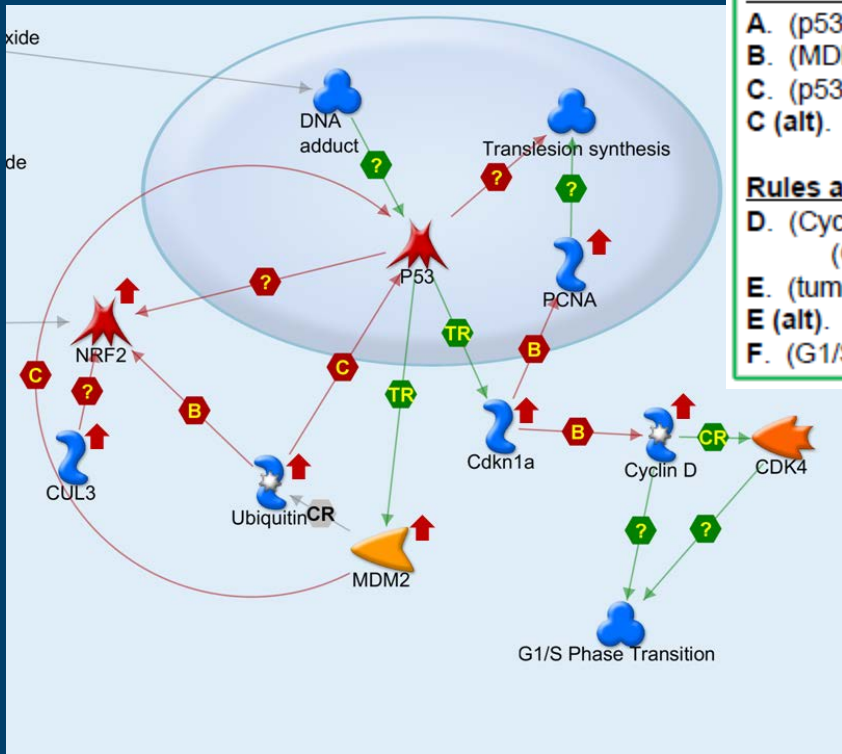 xide
A. (p53
B. (MD
C. (p53
C (alt).
Rules a
D. (Cyc
(
E. (tum
E (alt).
F. (G1/S
DNA
adduct
Translesion synthesis
?
?
?
de
P53
?
PCNA
NRF2
TR
B
C
?
C
TR
B
CUL3
Cdkn1a
B
Cyclin D
CR
CDK4
Ubiquitin
CR
MDM2
?
?
G1/S Phase Transition